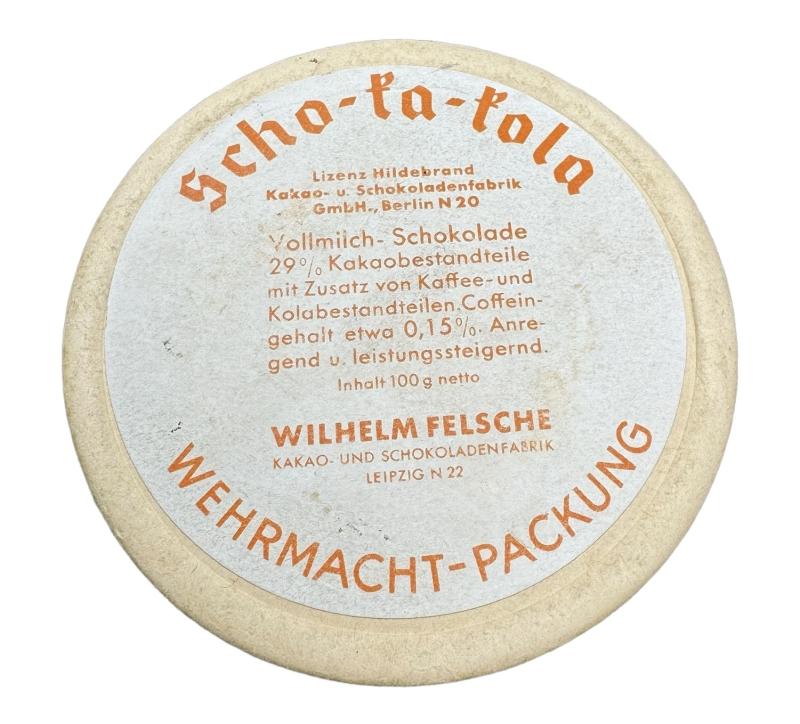 Scho-ka-kola
Lizenz Hildebrand
Kakao- u. Schokoladenfabrik
GmbH., Berlin N 20
Vollmilch- Schokolade
29% Kakaobestandteile
mit Zusatz von Kaffee- und
Kolabestandteilen. Coffein-
gehalt etwa 0,15%. Anre-
gend u. leistungssteigernd.
Inhalt 100 g netto
WILHELM FELSCHE
KAKAO- UND SCHOKOLADENFABRIK
LEIPZIG N 22
WEHRMACHT-PACKUNG